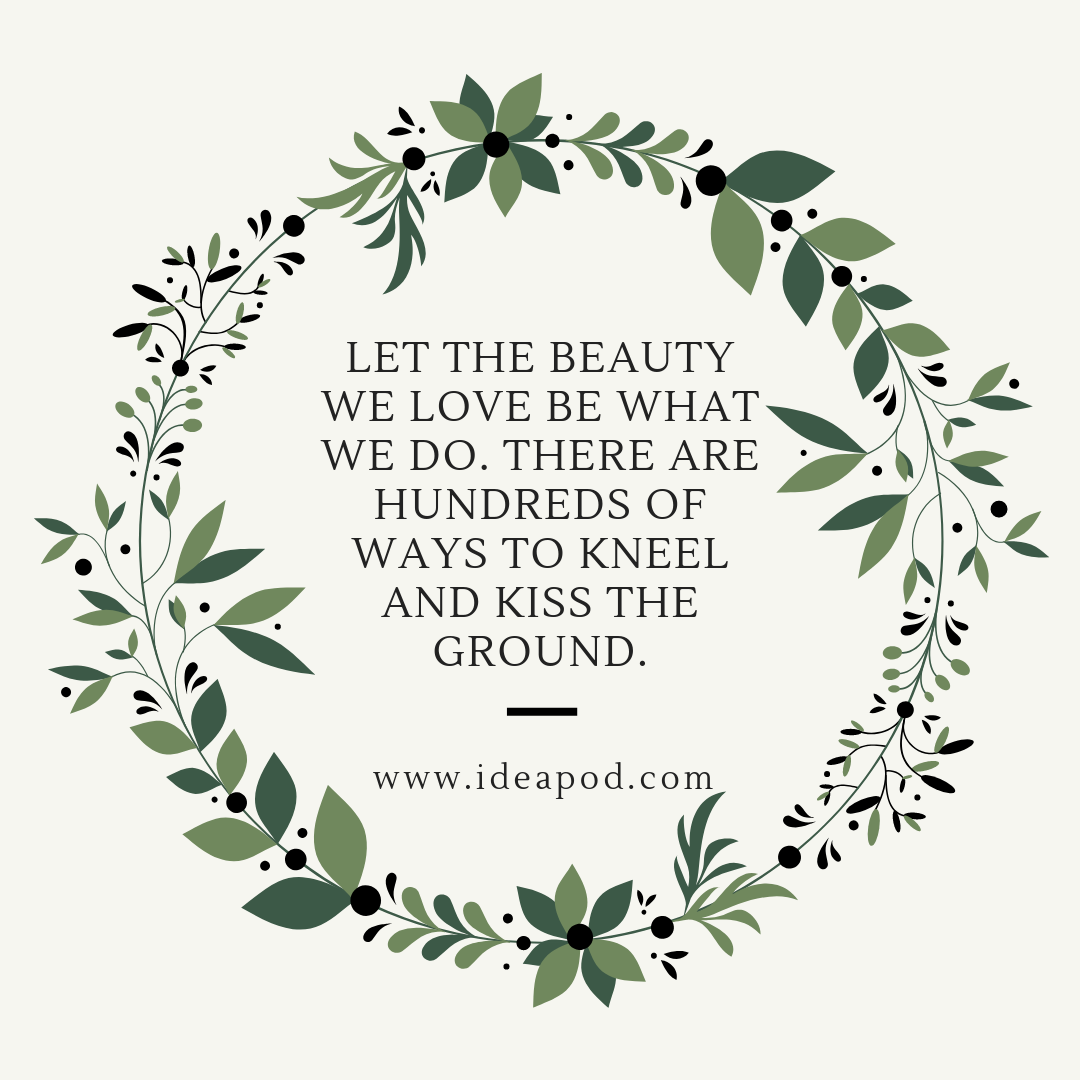 LET THE BEAUTY
WE LOVE BE WHAT
WE DO. THERE ARE
HUNDREDS OF
WAYS TO KNEEL
AND KISS THE
GROUND.
www.ideapod.com